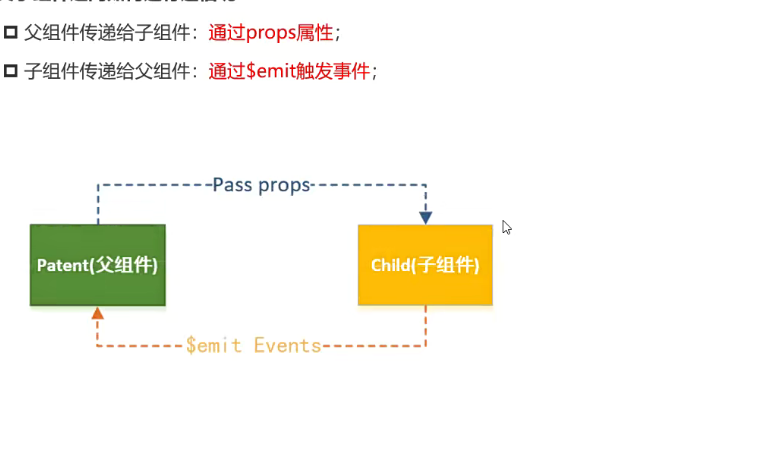 父组件传递给子组件：通过props属性；
子组件传递给父组件：通过$emit触发事件；
Pass props
Patent(父组件)
Child(子组件)
$emit Events